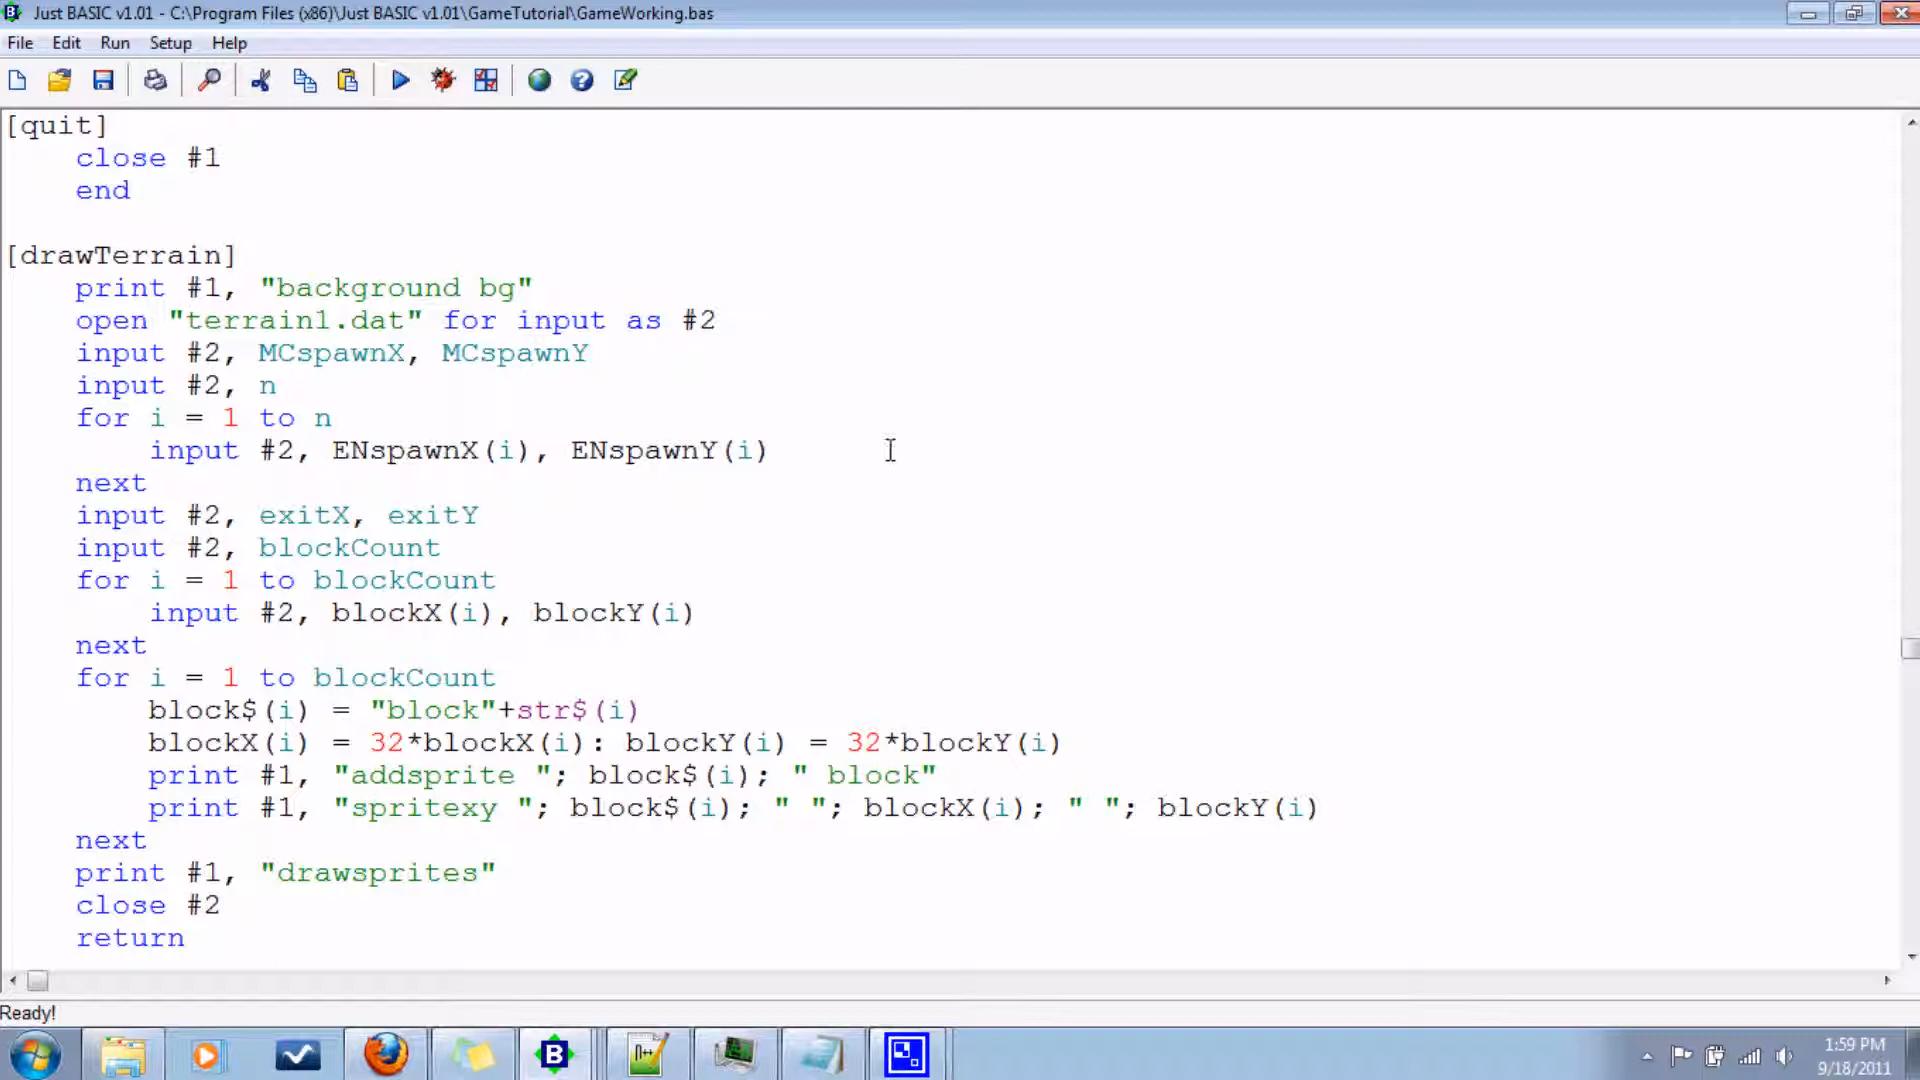 Just BASIC v1.01 - C:\Program Files (x86)\Just BASIC v1.01\GameTutorial\GameWorking.bas
File Edit Run Setup Help
[quit]
close #1
end
[drawTerrain]
print #1, "background bg"
open "terrain1.dat" for input as #2
input #2, MCspawnX, MCspawnY
input #2, n
for i = 1 to n
input #2, ENspawnX(i), ENspawnY(i)
next
input #2, exitX, exitY
input #2, blockCount
for i = 1 to blockCount
input #2, blockX(i), blockY(i)
next
for i = 1 to blockCount
block$(i) = "block"+str$(i)
blockX(i) = 32*blockX(i): blockY(i) = 32*blockY(i)
print #1, "addsprite "; block$(i); " block"
print #1, "spritexy "; block$(i); " "; blockX(i); " "; blockY(i)
next
print #1, "drawsprites"
close #2
return
Ready!
1:59 PM
9/18/2011